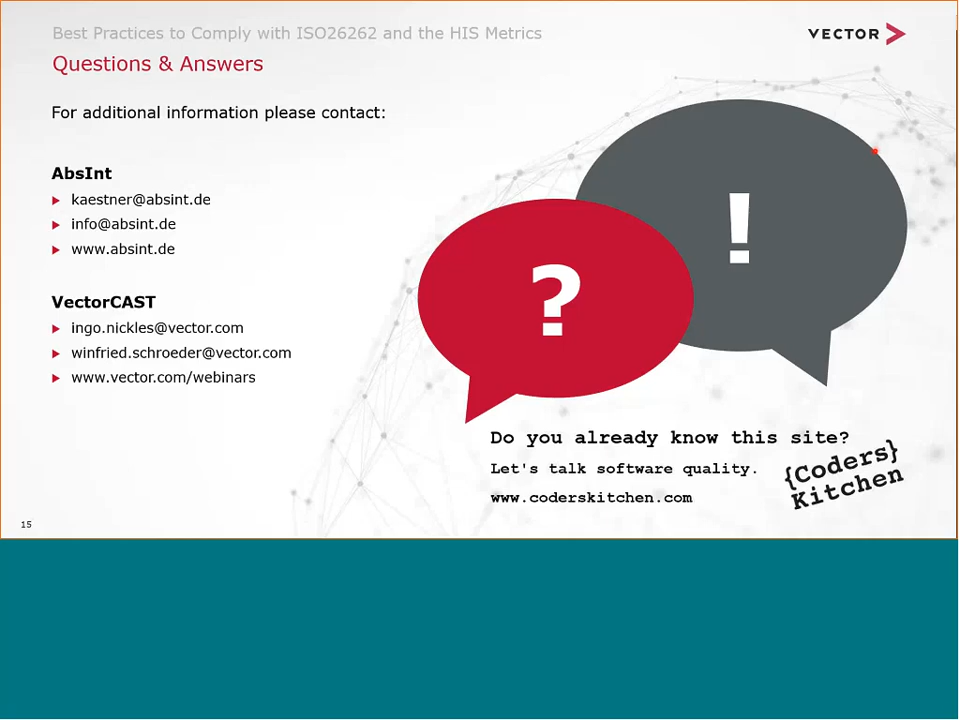 Best Practices to Comply with ISO26262 and the HIS Metrics
VECTOR
Questions & Answers
For additional information please contact:
AbsInt
kaestner@absint.de
info@absint.de
www.absint.de
VectorCAST
ingo.nickles@vector.com
winfried.schroeder@vector.com
www.vector.com/webinars
!
?
Do you already know this site?
Let's talk software quality.
www.coderskitchen.com
{Coders}
Kitchen
15